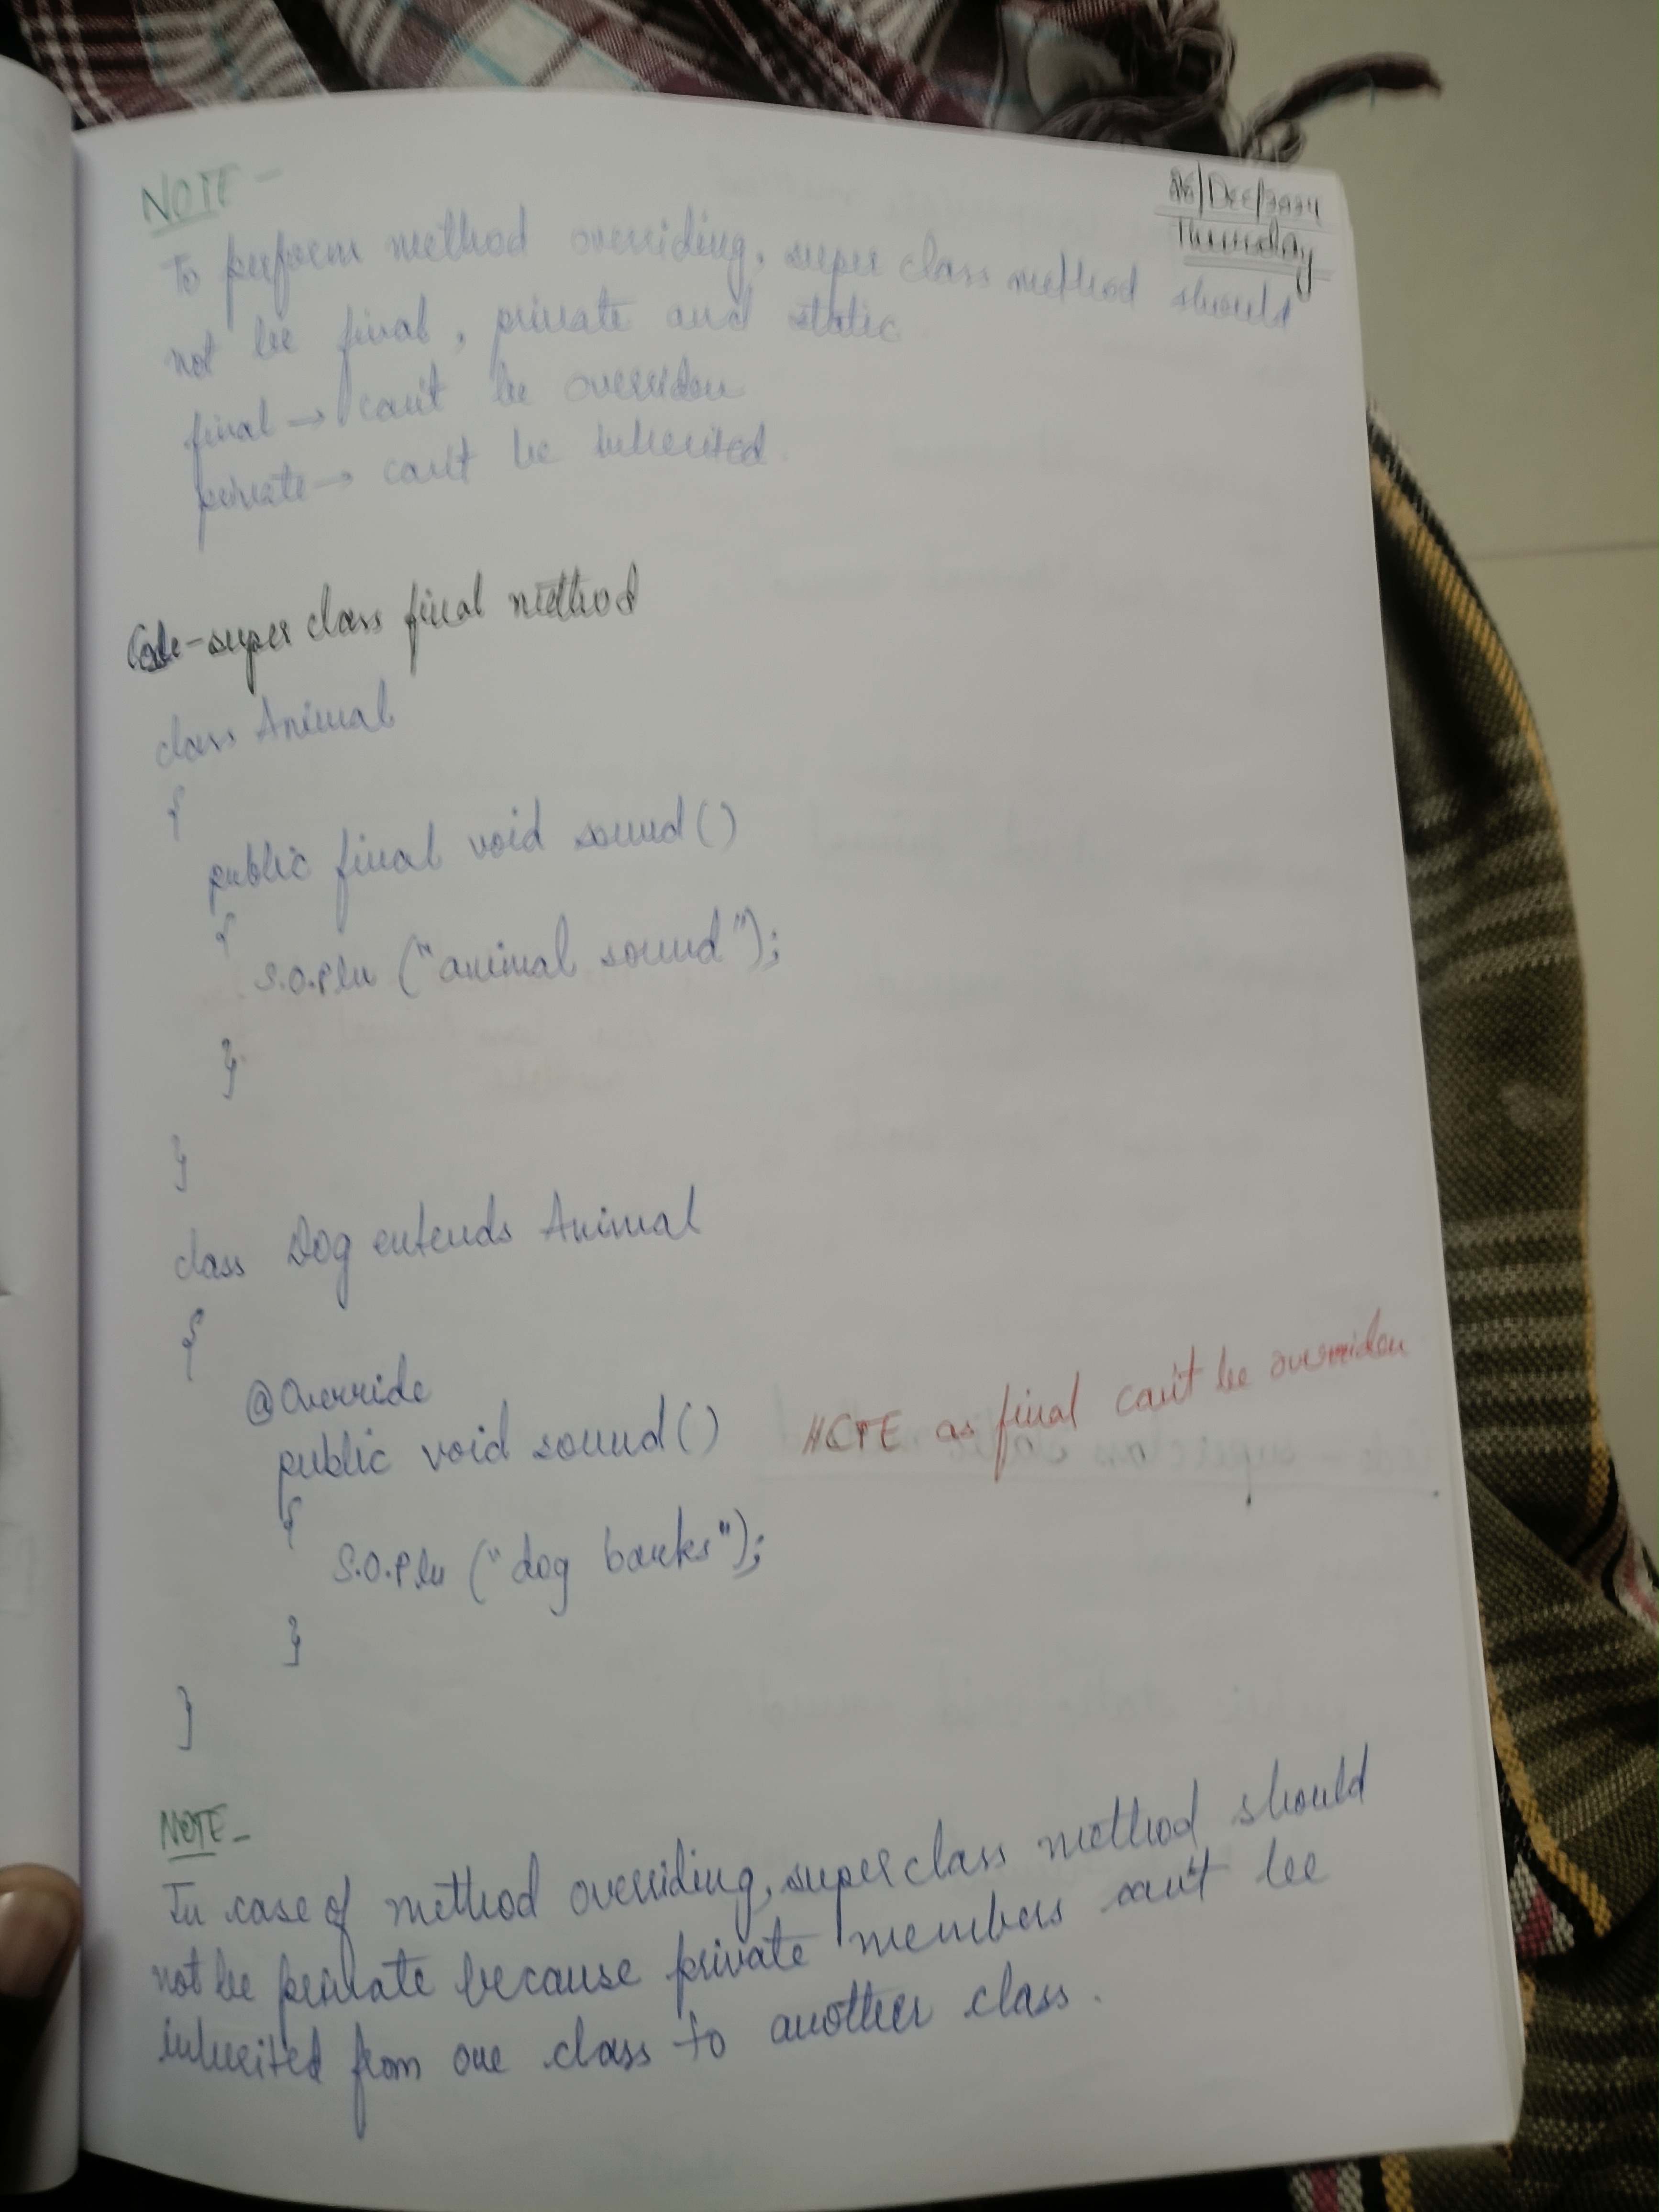 NOTE -
26/DEC/2024
Thursday
To perform method overriding, super class method should
not be final, private and static
final → can't be overriden
private → can't be inherited.
Code - super class final method
class Animal
{
public final void sound()
{
S.O.Pln ("animal sound");
}
}
class Dog extends Animal
{
@Override
public void sound()
as final can't be overriden
{
S.O.Pln ("dog barks");
}
}
NOTE -
In case of method overriding, super class method should
not be private because private members can't be
inherited from one class to another class.